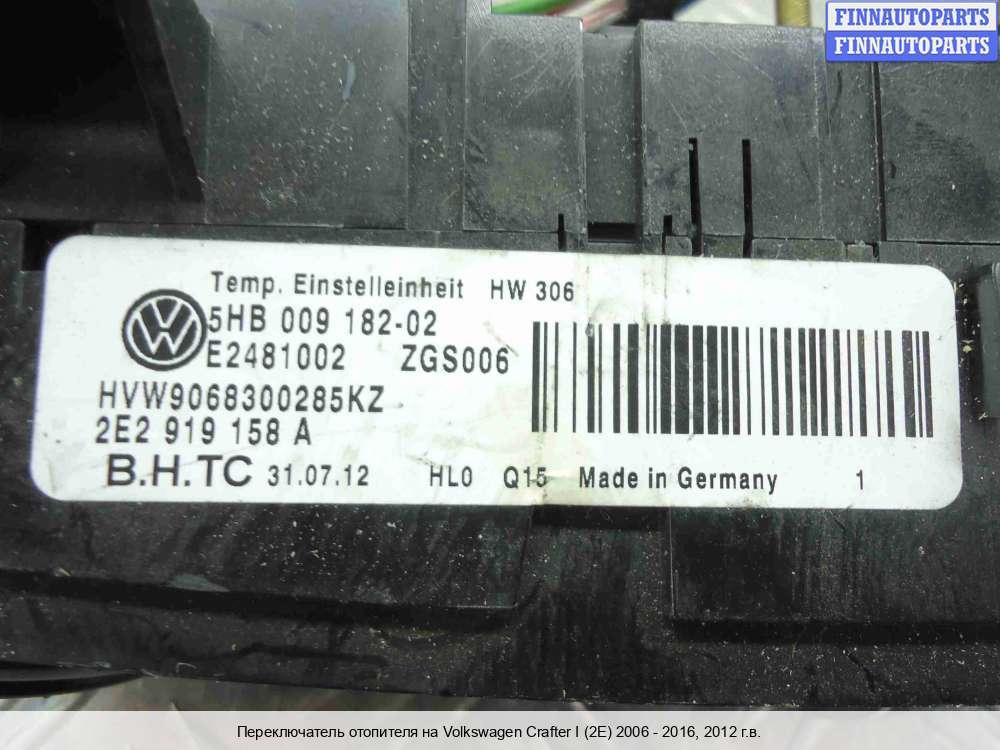 FINNAUTOPARTS
FINNAUTOPARTS
Temp. Einstelleinheit HW 306
5HB 009 182-02
E2481002 ZGS006
HVW9068300285KZ
2E2 919 158 A
B.H.TC 31.07.12 HL0 Q15 Made in Germany 1
Переключатель отопителя на Volkswagen Crafter I (2E) 2006 - 2016, 2012 г.в.